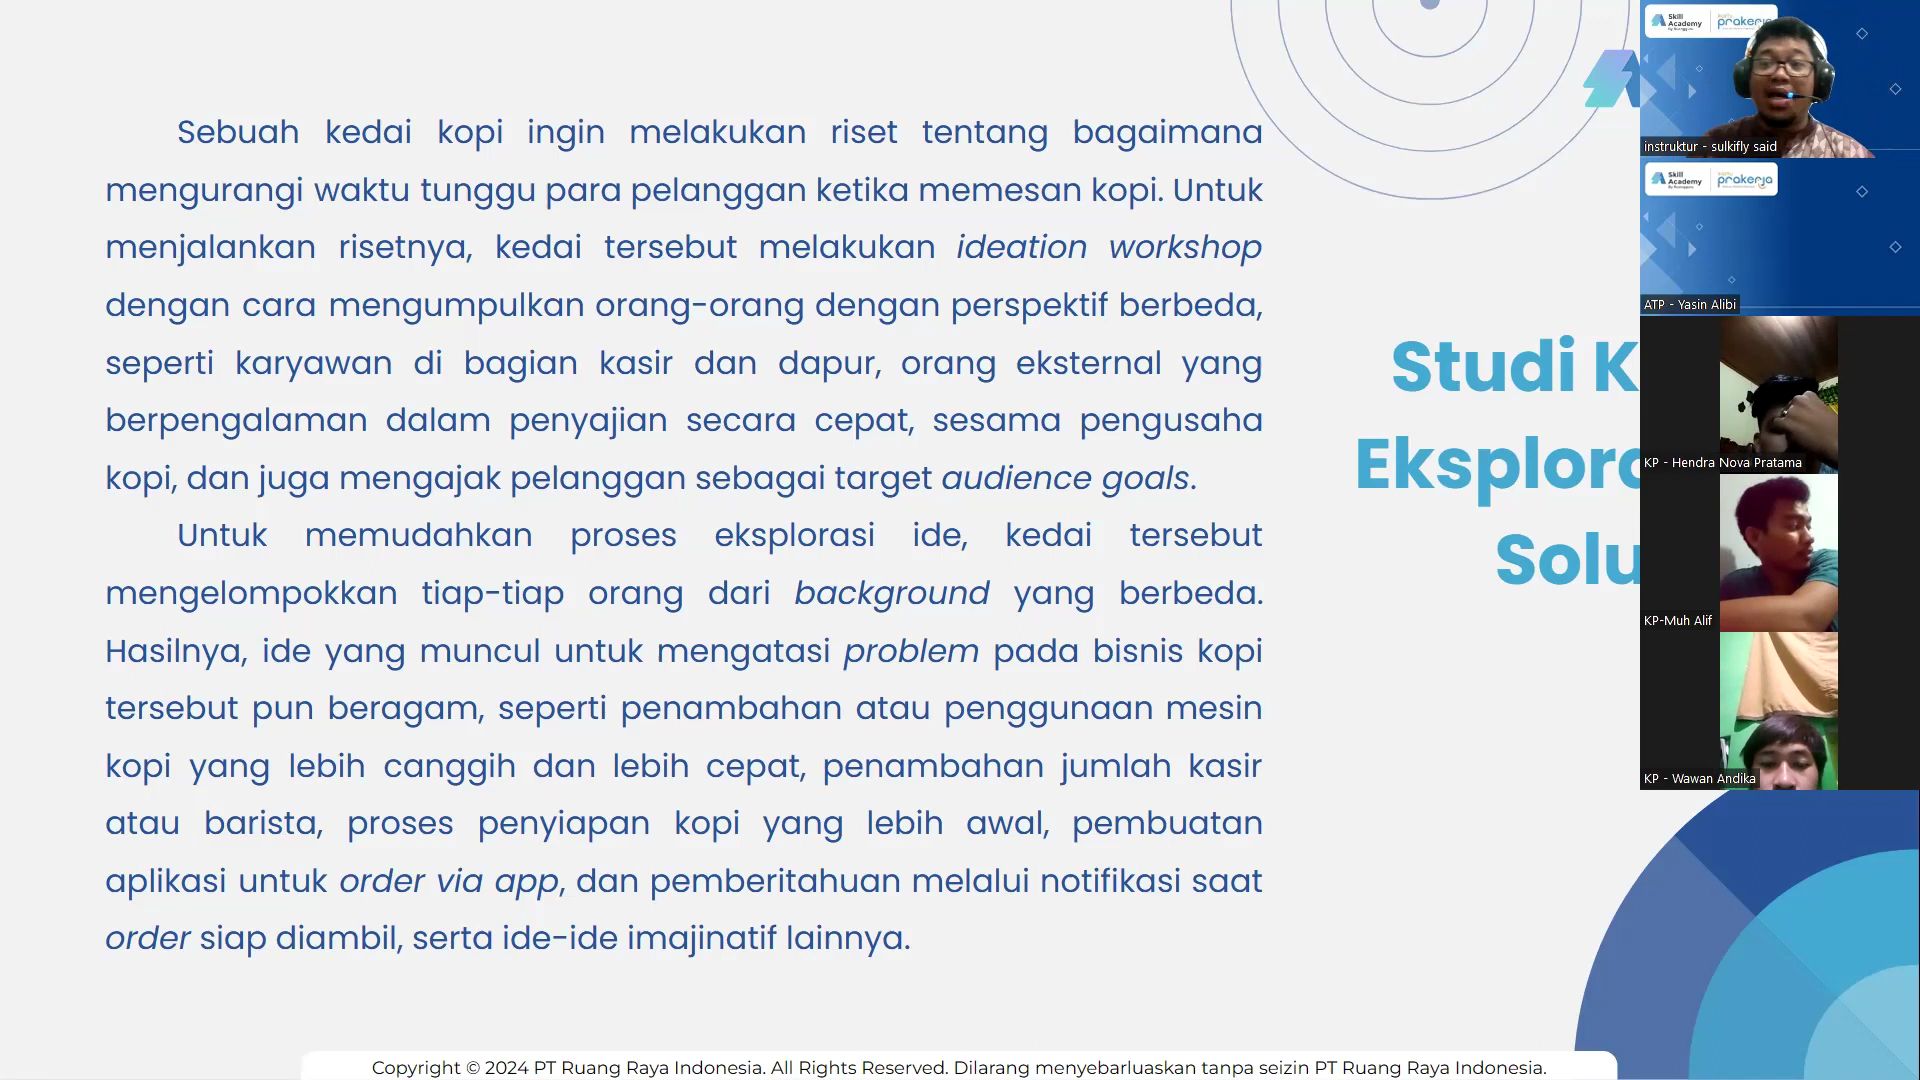 Sebuah kedai kopi ingin melakukan riset tentang bagaimana
mengurangi waktu tunggu para pelanggan ketika memesan kopi. Untuk
menjalankan risetnya, kedai tersebut melakukan ideation workshop
dengan cara mengumpulkan orang-orang dengan perspektif berbeda,
seperti karyawan di bagian kasir dan dapur, orang eksternal yang
berpengalaman dalam penyajian secara cepat, sesama pengusaha
kopi, dan juga mengajak pelanggan sebagai target audience goals.
Untuk memudahkan proses eksplorasi ide, kedai tersebut
mengelompokkan tiap-tiap orang dari background yang berbeda.
Hasilnya, ide yang muncul untuk mengatasi problem pada bisnis kopi
tersebut pun beragam, seperti penambahan atau penggunaan mesin
kopi yang lebih canggih dan lebih cepat, penambahan jumlah kasir
atau barista, proses penyiapan kopi yang lebih awal, pembuatan
aplikasi untuk order via app, dan pemberitahuan melalui notifikasi saat
order siap diambil, serta ide-ide imajinatif lainnya.
Studi K
Eksplora
Solu
Skill Academy prakerja
instruktur - sulkifly said
Skill Academy prakerja
ATP - Yasin Alibi
KP - Hendra Nova Pratama
KP-Muh Alif
KP - Wawan Andika
Copyright © 2024 PT Ruang Raya Indonesia. All Rights Reserved. Dilarang menyebarluaskan tanpa seizin PT Ruang Raya Indonesia.